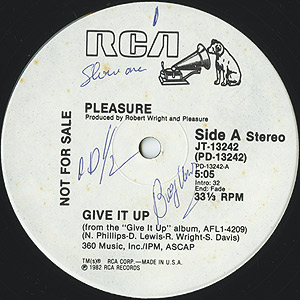 RCA
Slow one
PLEASURE
Produced by Robert Wright and Pleasure
NOT FOR SALE
Side A Stereo
JT-13242
(PD-13242)
PD-13242-A
5:05
Intro: 32
End: Fade
33⅓ RPM
GIVE IT UP
(from the "Give It Up" album, AFL1-4209)
(N. Phillips-D. Lewis-R. Wright-S. Davis)
360 Music, Inc/IPM, ASCAP
TM(s)® RCA CORP.—MADE IN U.S.A.
℗ 1982 RCA RECORDS